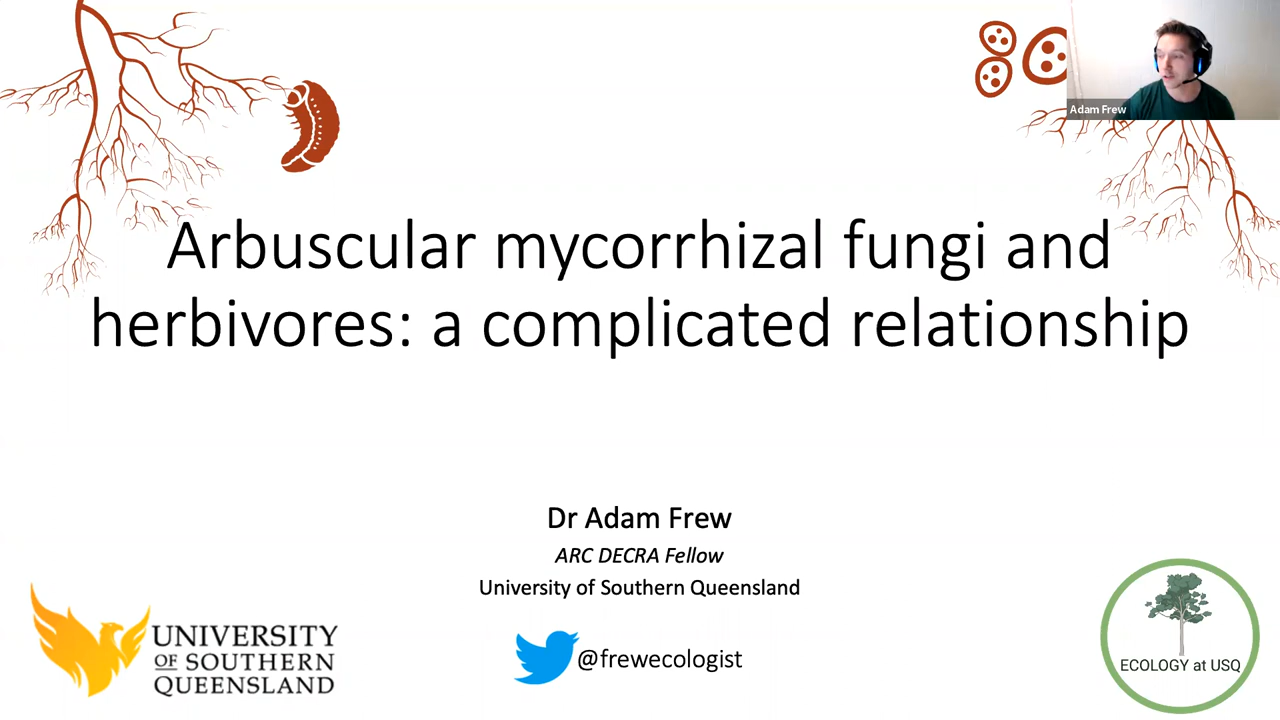 Adam Frew
Arbuscular mycorrhizal fungi and
herbivores: a complicated relationship
Dr Adam Frew
ARC DECRA Fellow
University of Southern Queensland
@frewecologist
UNIVERSITY
OF SOUTHERN
QUEENSLAND
ECOLOGY at USQ